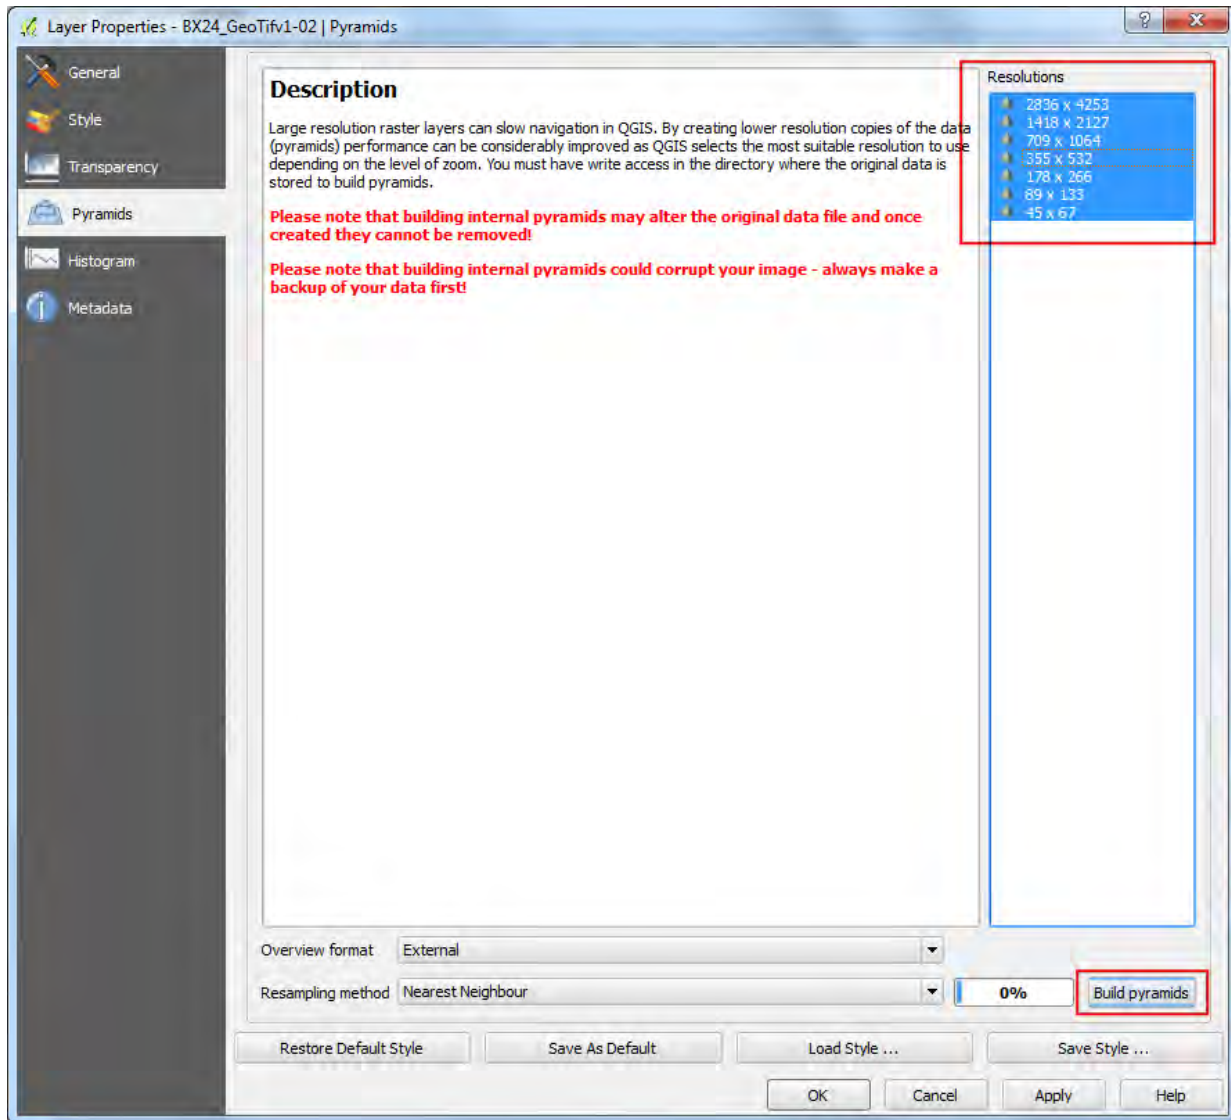 Layer Properties - BX24_GeoTifv1-02 | Pyramids
General
Style
Transparency
Pyramids
Histogram
Metadata
Description
Large resolution raster layers can slow navigation in QGIS. By creating lower resolution copies of the data
(pyramids) performance can be considerably improved as QGIS selects the most suitable resolution to use
depending on the level of zoom. You must have write access in the directory where the original data is
stored to build pyramids.
Please note that building internal pyramids may alter the original data file and once
created they cannot be removed!
Please note that building internal pyramids could corrupt your image - always make a
backup of your data first!
Resolutions
2836 x 4253
1418 x 2127
709 x 1064
355 x 532
178 x 266
89 x 133
45 x 67
Overview format External
Resampling method Nearest Neighbour 0% Build pyramids
Restore Default Style Save As Default Load Style ... Save Style ...
OK Cancel Apply Help